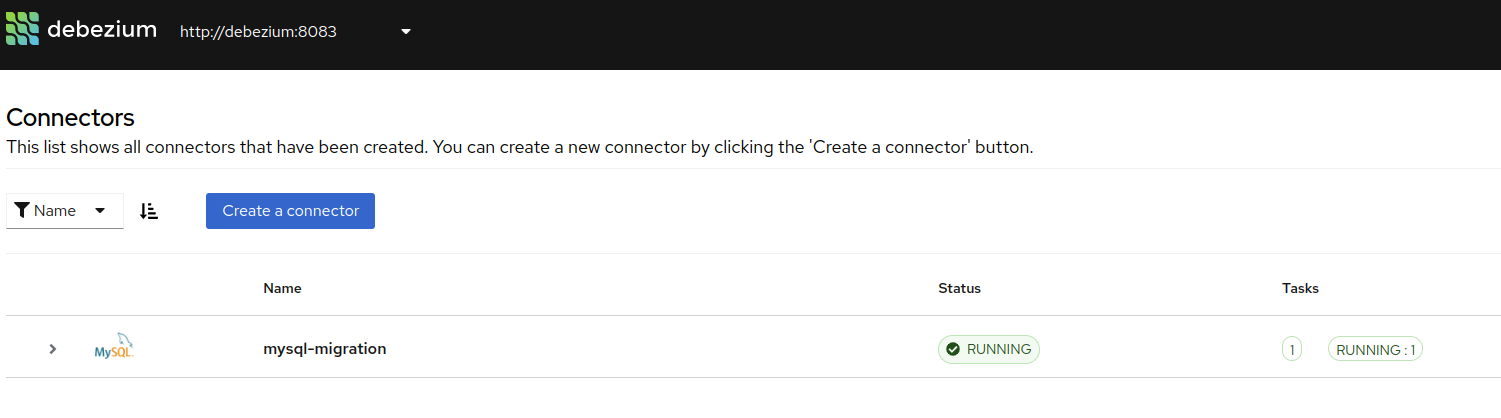 debezium http://debezium:8083
Connectors
This list shows all connectors that have been created. You can create a new connector by clicking the 'Create a connector' button.
Name Create a connector
Name Status Tasks
MySQL mysql-migration RUNNING 1 RUNNING : 1